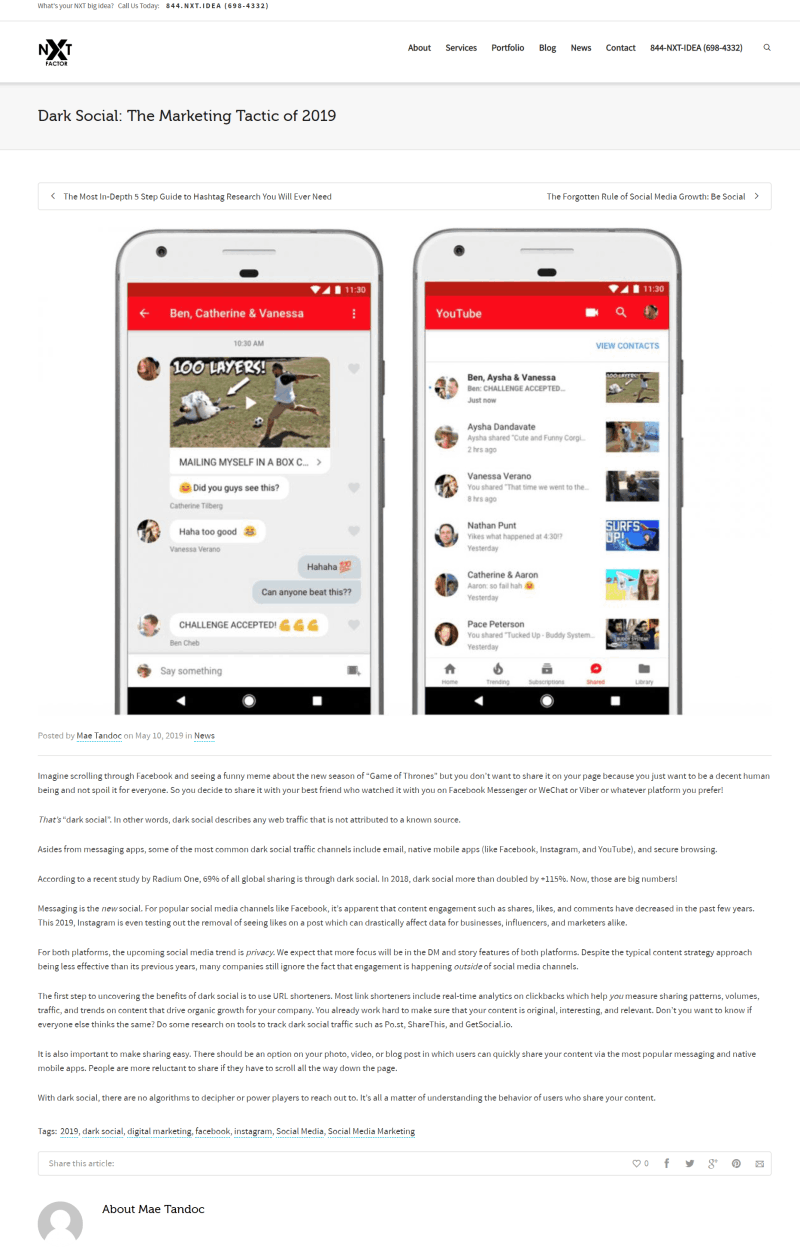 What's your NXT big idea? Call Us Today: 844.NXT.IDEA (698-4332)
NXT
FACTOR
About Services Portfolio Blog News Contact 844-NXT-IDEA (698-4332)
Dark Social: The Marketing Tactic of 2019
The Most In-Depth 5 Step Guide to Hashtag Research You Will Ever Need
The Forgotten Rule of Social Media Growth: Be Social
11:30
Ben, Catherine & Vanessa
10:30 AM
100 LAYERS!
MAILING MYSELF IN A BOX C...
😆 Did you guys see this?
Catherine Tilberg
Haha too good 😂
Vanessa Verano
Hahaha 💯
Can anyone beat this??
CHALLENGE ACCEPTED! 💪 💪 💪
Ben Cheb
Say something
11:30
YouTube
VIEW CONTACTS
Ben, Aysha & Vanessa
Ben: CHALLENGE ACCEPTED...
Just now
Aysha Dandavate
Aysha shared "Cute and Funny Corgi...
2 hrs ago
Vanessa Verano
You shared "That time we went to the...
8 hrs ago
Nathan Punt
Yikes what happened at 4:30!?
Yesterday
SURFS
UP!
Catherine & Aaron
Aaron: so fail hah 😆
Yesterday
Pace Peterson
You shared "Tucked Up - Buddy System...
Yesterday
Home Trending Subscriptions Shared Library
Posted by Mae Tandoc on May 10, 2019 in News
Imagine scrolling through Facebook and seeing a funny meme about the new season of "Game of Thrones" but you don't want to share it on your page because you just want to be a decent human
being and not spoil it for everyone. So you decide to share it with your best friend who watched it with you on Facebook Messenger or WeChat or Viber or whatever platform you prefer!
That's "dark social". In other words, dark social describes any web traffic that is not attributed to a known source.
Asides from messaging apps, some of the most common dark social traffic channels include email, native mobile apps (like Facebook, Instagram, and YouTube), and secure browsing.
According to a recent study by Radium One, 69% of all global sharing is through dark social. In 2018, dark social more than doubled by +115%. Now, those are big numbers!
Messaging is the new social. For popular social media channels like Facebook, it's apparent that content engagement such as shares, likes, and comments have decreased in the past few years.
This 2019, Instagram is even testing out the removal of seeing likes on a post which can drastically affect data for businesses, influencers, and marketers alike.
For both platforms, the upcoming social media trend is privacy. We expect that more focus will be in the DM and story features of both platforms. Despite the typical content strategy approach
being less effective than its previous years, many companies still ignore the fact that engagement is happening outside of social media channels.
The first step to uncovering the benefits of dark social is to use URL shorteners. Most link shorteners include real-time analytics on clickbacks which help you measure sharing patterns, volumes,
traffic, and trends on content that drive organic growth for your company. You already work hard to make sure that your content is original, interesting, and relevant. Don't you want to know if
everyone else thinks the same? Do some research on tools to track dark social traffic such as Po.st, ShareThis, and GetSocial.io.
It is also important to make sharing easy. There should be an option on your photo, video, or blog post in which users can quickly share your content via the most popular messaging and native
mobile apps. People are more reluctant to share if they have to scroll all the way down the page.
With dark social, there are no algorithms to decipher or power players to reach out to. It's all a matter of understanding the behavior of users who share your content.
Tags: 2019, dark social, digital marketing, facebook, instagram, Social Media, Social Media Marketing
Share this article:
0
About Mae Tandoc